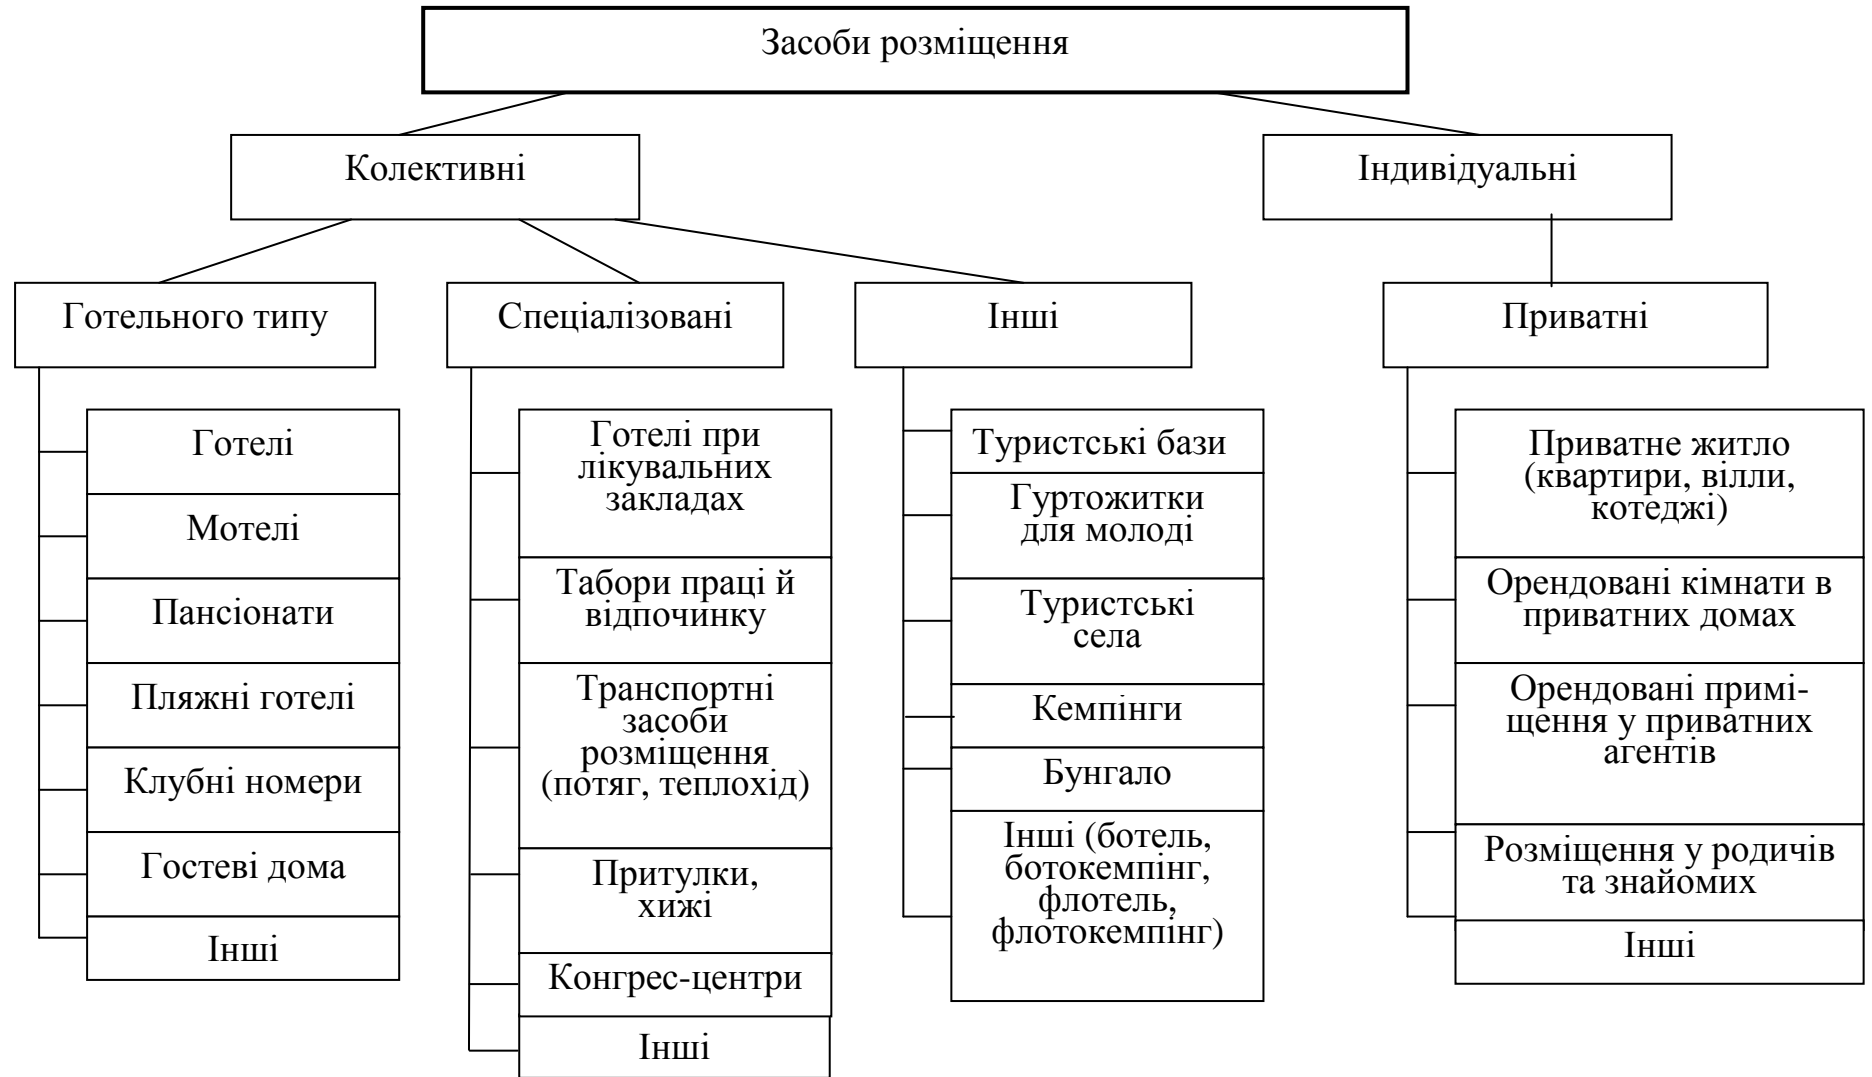 Засоби розміщення
Колективні
Індивідуальні
Готельного типу
Спеціалізовані
Інші
Приватні
Готелі
Мотелі
Пансіонати
Пляжні готелі
Клубні номери
Гостеві дома
Інші
Готелі при
лікувальних
закладах
Табори праці й
відпочинку
Транспортні
засоби
розміщення
(потяг, теплохід)
Притулки,
хижі
Конгрес-центри
Інші
Туристські бази
Гуртожитки
для молоді
Туристські
села
Кемпінги
Бунгало
Інші (ботель,
ботокемпінг,
флотель,
флотокемпінг)
Приватне житло
(квартири, вілли,
котеджі)
Орендовані кімнати в
приватних домах
Орендовані примі-
щення у приватних
агентів
Розміщення у родичів
та знайомих
Інші